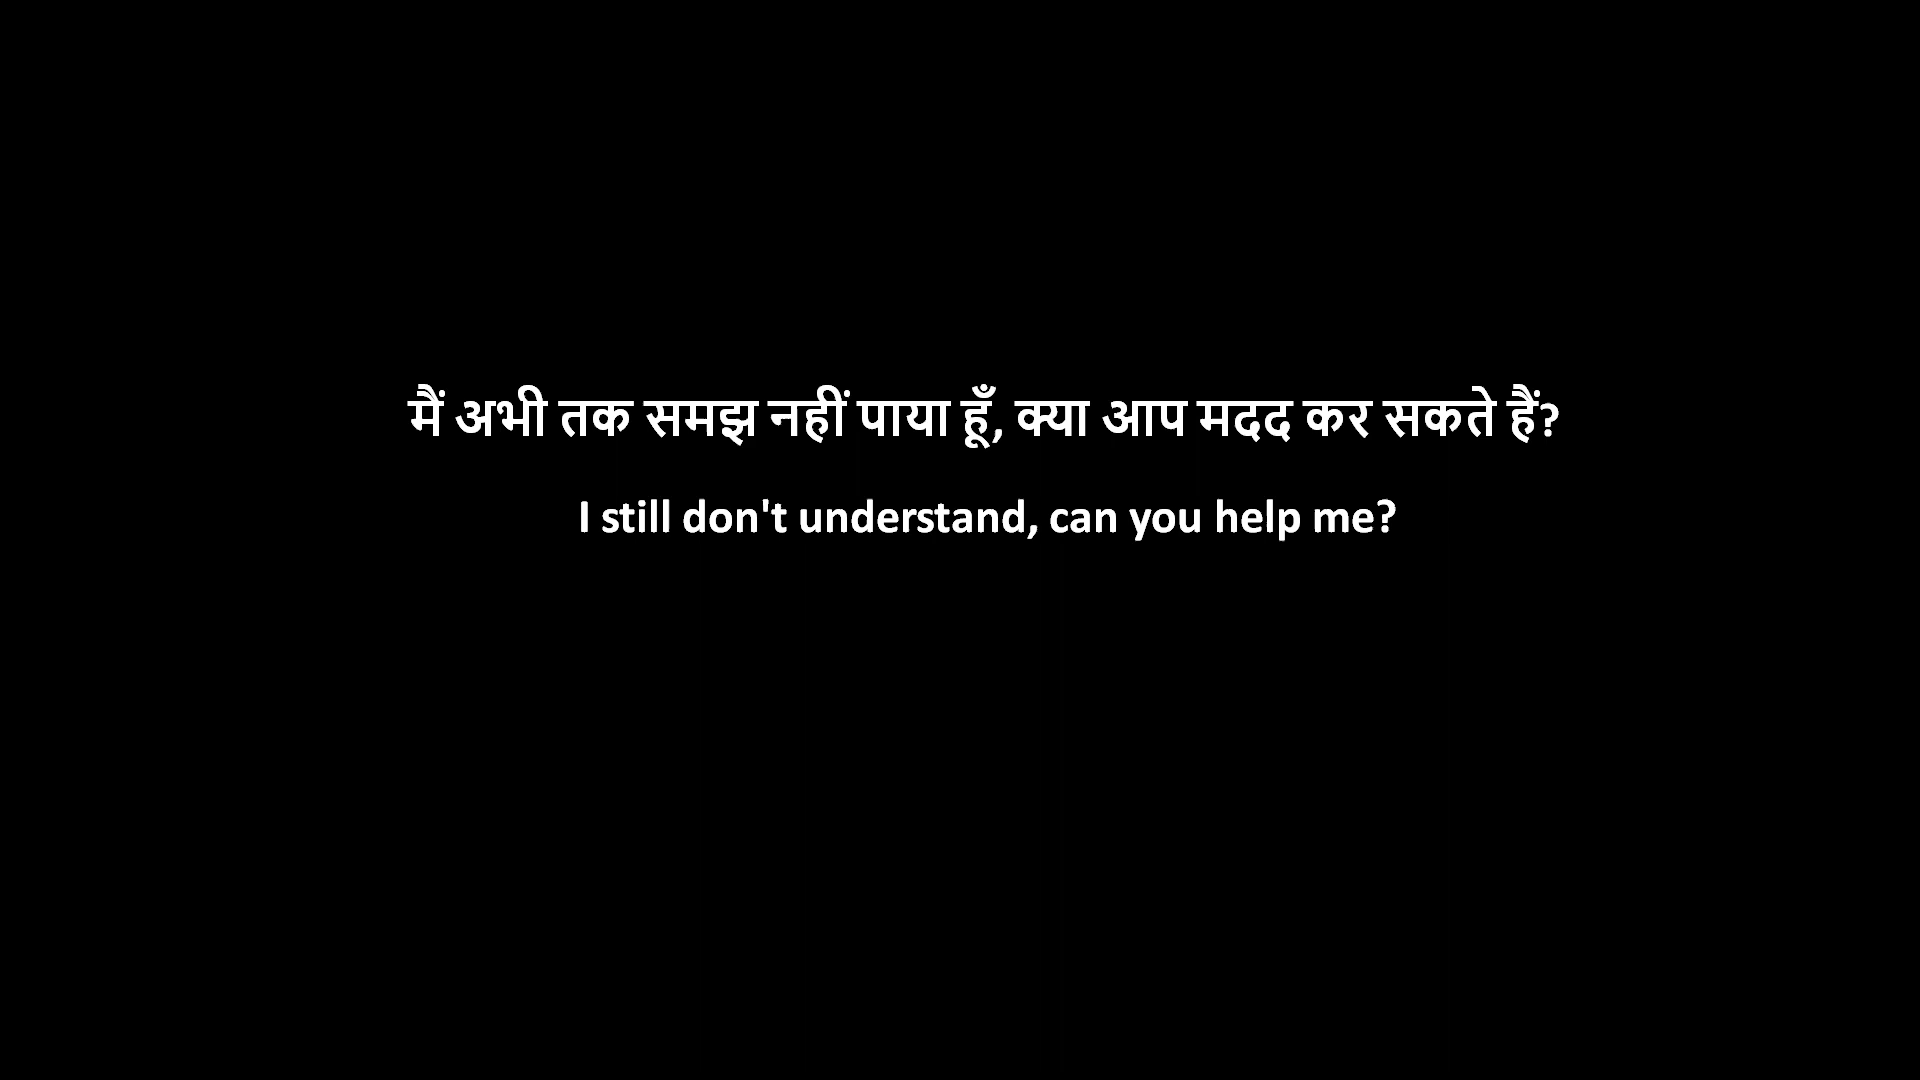 मैं अभी तक समझ नहीं पाया हूँ, क्या आप मदद कर सकते हैं?
I still don't understand, can you help me?